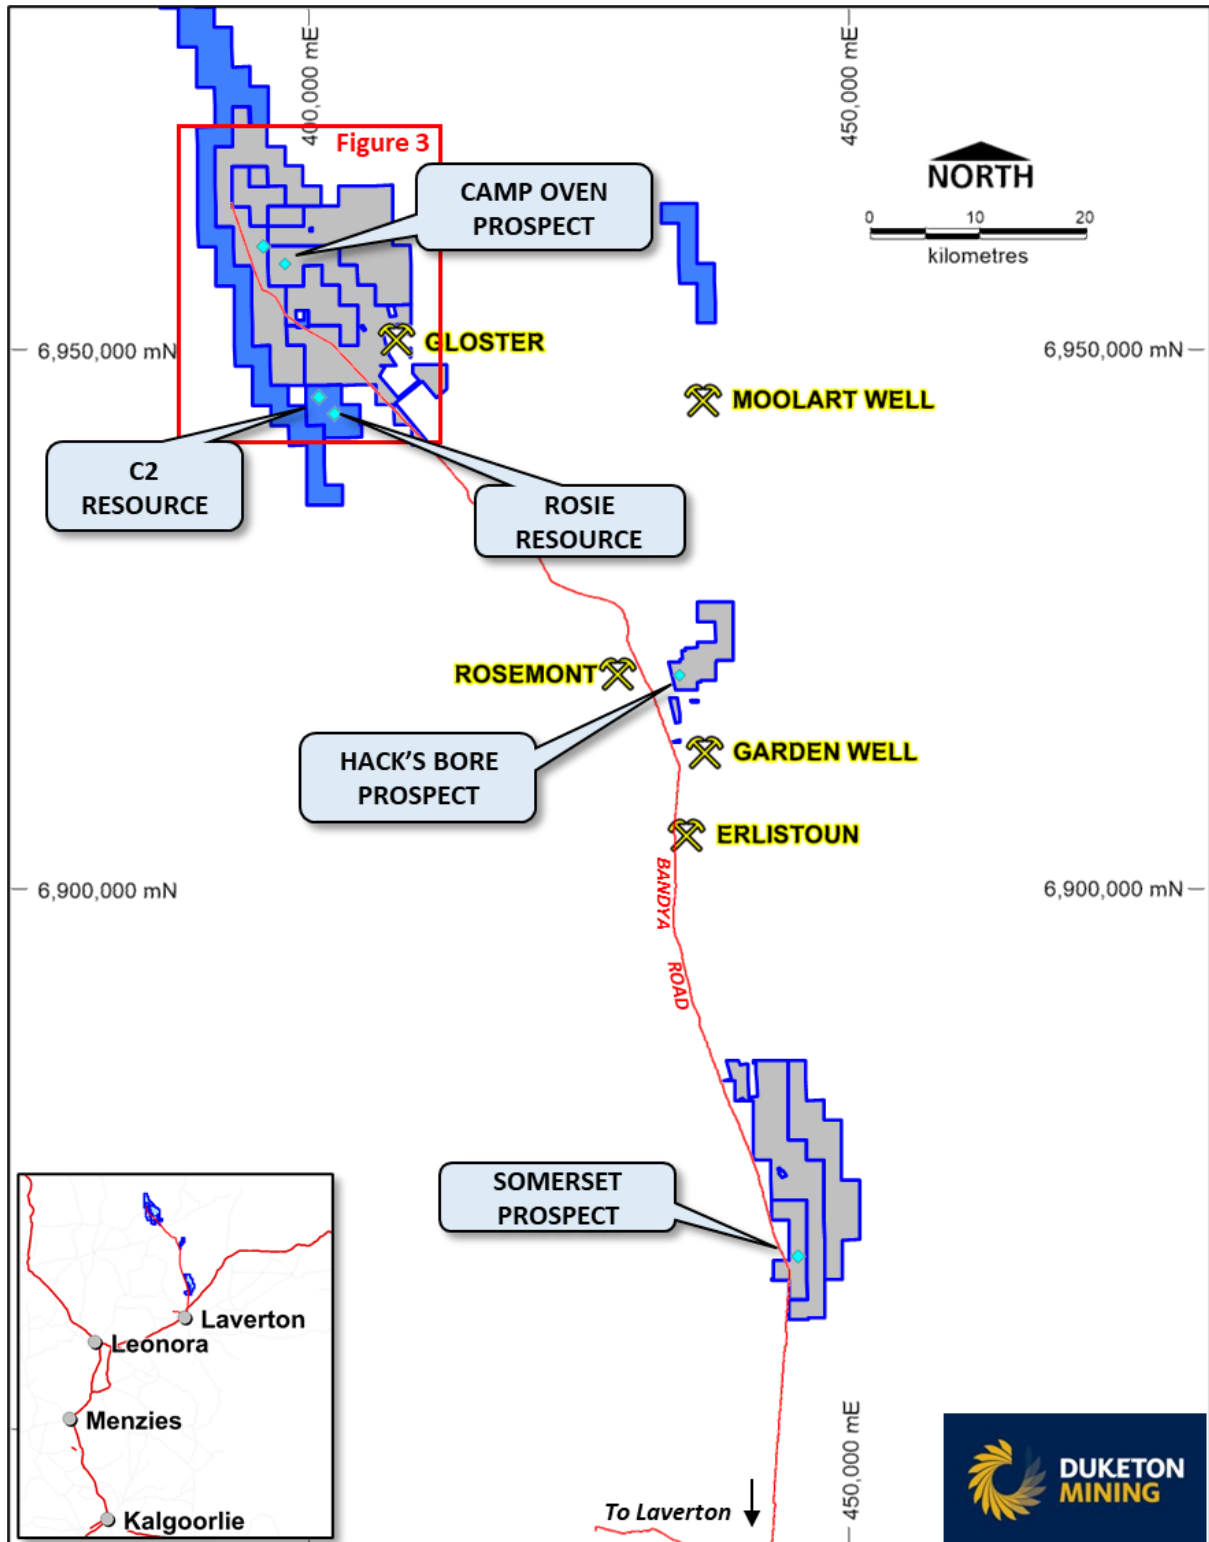 400,000 mE
450,000 mE
Figure 3
CAMP OVEN
PROSPECT
NORTH
0 10 20
kilometres
6,950,000 mN
GLOSTER
6,950,000 mN
MOOLART WELL
C2
RESOURCE
ROSIE
RESOURCE
ROSEMONT
HACK'S BORE
PROSPECT
GARDEN WELL
ERLISTOUN
BANDYA
ROAD
6,900,000 mN
6,900,000 mN
SOMERSET
PROSPECT
Laverton
Leonora
Menzies
Kalgoorlie
To Laverton
450,000 mE
DUKETON
MINING